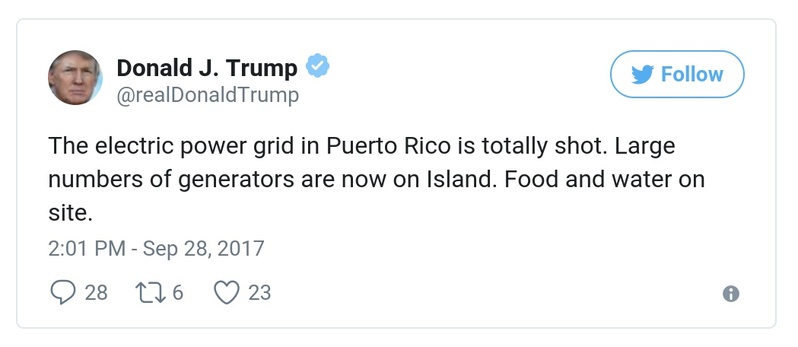 Donald J. Trump
@realDonaldTrump
Follow
The electric power grid in Puerto Rico is totally shot. Large
numbers of generators are now on Island. Food and water on
site.
2:01 PM - Sep 28, 2017
28 6 23